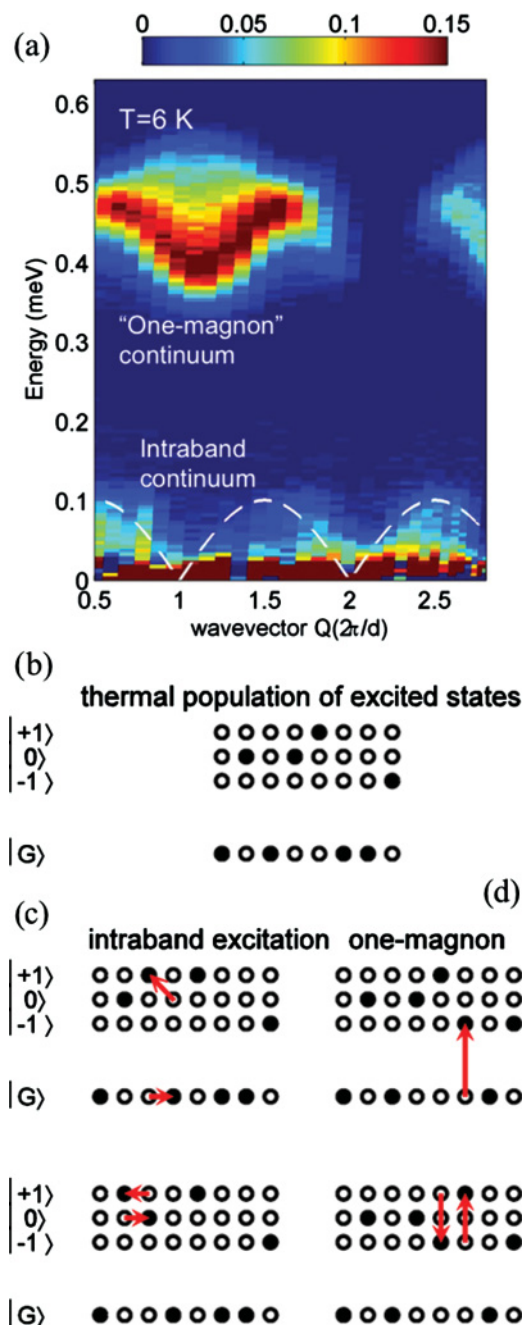 (a)
0 0.05 0.1 0.15
T=6 K
0.6
0.5
0.4
"One-magnon"
continuum
0.3
Energy (meV)
0.2
Intraband
continuum
0.1
0
0.5 1 1.5 2 2.5
wavevector Q(2π/d)
(b)
thermal population of excited states
|+1⟩
0⟩
-1⟩
|G⟩
(c) (d)
intraband excitation one-magnon
|+1⟩
0⟩
-1⟩
|G⟩
|+1⟩
0⟩
-1⟩
|G⟩